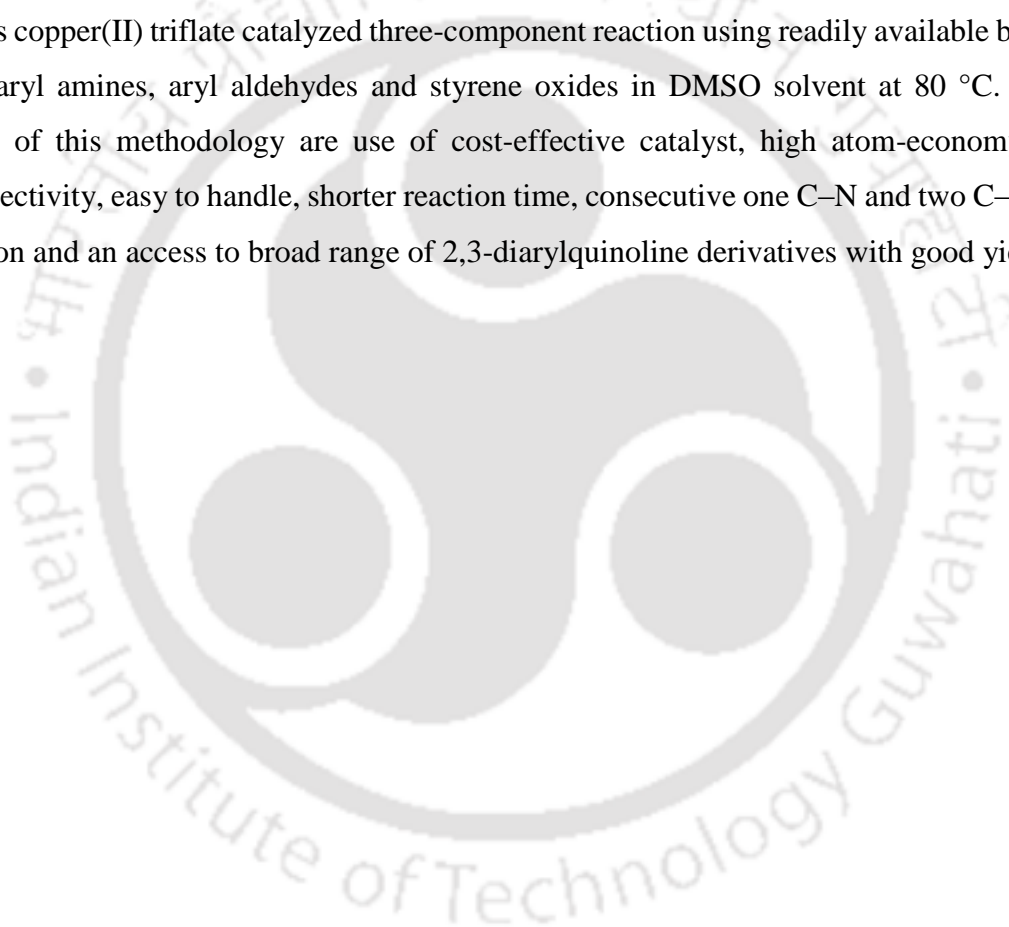 s copper(II) triflate catalyzed three-component reaction using readily available b
aryl amines, aryl aldehydes and styrene oxides in DMSO solvent at 80 °C.
of this methodology are use of cost-effective catalyst, high atom-econom
ectivity, easy to handle, shorter reaction time, consecutive one C–N and two C–
on and an access to broad range of 2,3-diarylquinoline derivatives with good yi
Indian Institute of Technology Guwahati